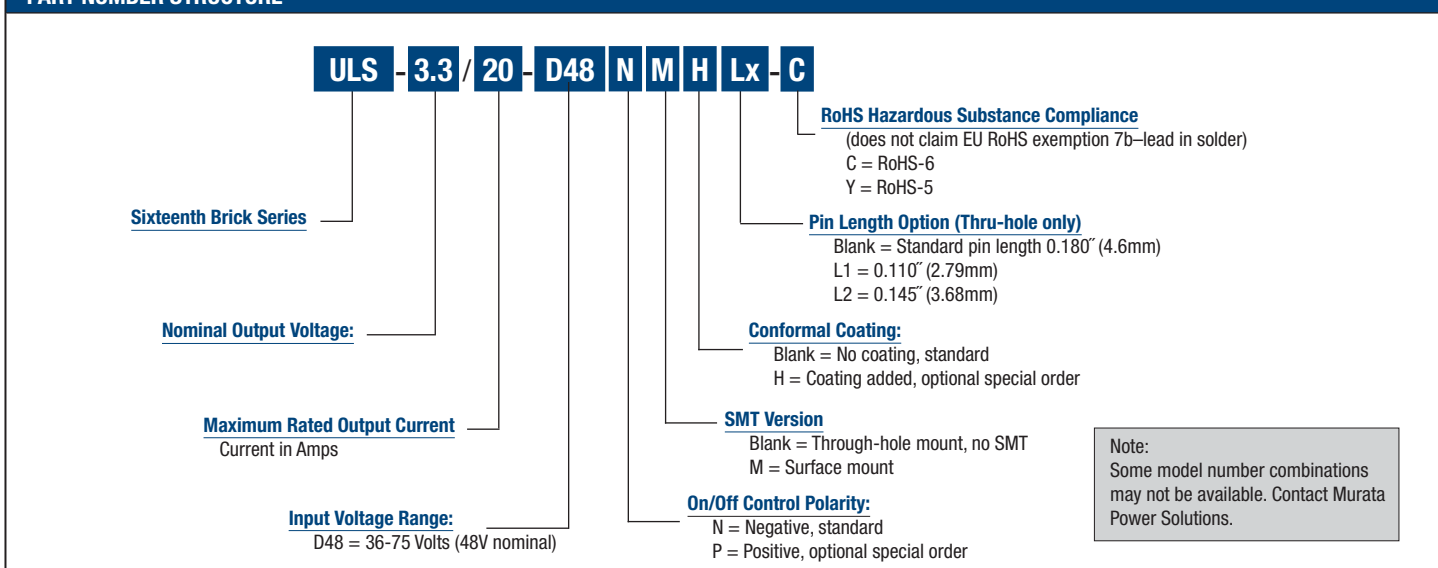 PART NUMBER STRUCTURE
ULS - 3.3 / 20 - D48 N M H Lx - C
RoHS Hazardous Substance Compliance
(does not claim EU RoHS exemption 7b–lead in solder)
C = RoHS-6
Y = RoHS-5
Sixteenth Brick Series
Pin Length Option (Thru-hole only)
Blank = Standard pin length 0.180˝ (4.6mm)
L1 = 0.110˝ (2.79mm)
L2 = 0.145˝ (3.68mm)
Nominal Output Voltage:
Conformal Coating:
Blank = No coating, standard
H = Coating added, optional special order
Maximum Rated Output Current
Current in Amps
SMT Version
Blank = Through-hole mount, no SMT
M = Surface mount
Note:
Some model number combinations
may not be available. Contact Murata
Power Solutions.
Input Voltage Range:
D48 = 36-75 Volts (48V nominal)
On/Off Control Polarity:
N = Negative, standard
P = Positive, optional special order